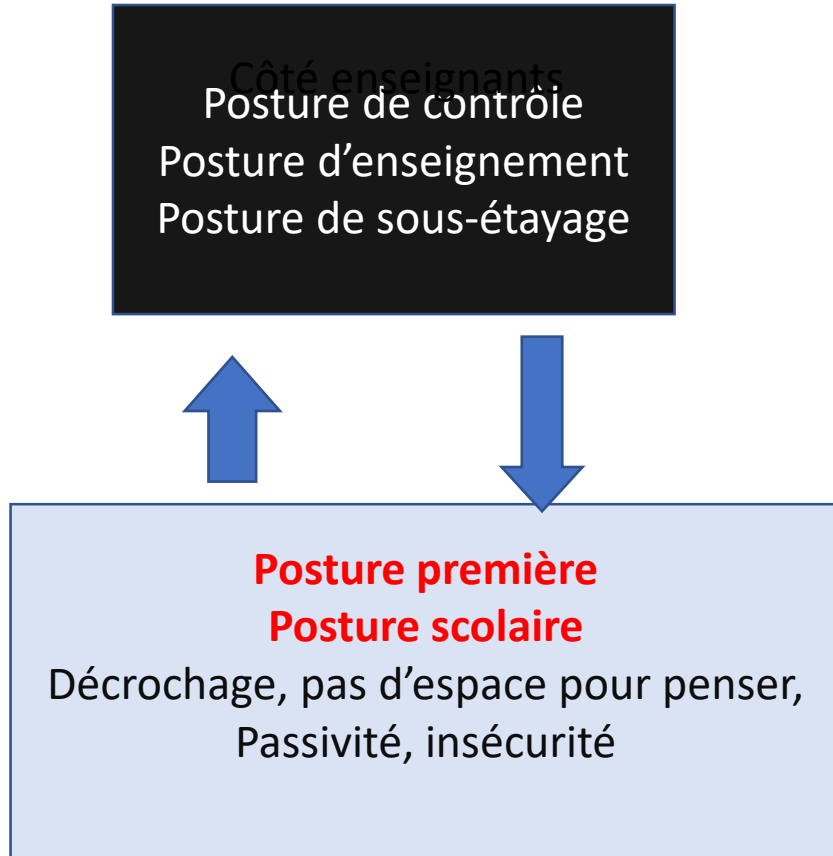 Côté enseignants
Posture de contrôle
Posture d’enseignement
Posture de sous-étayage
Posture première
Posture scolaire
Décrochage, pas d’espace pour penser,
Passivité, insécurité